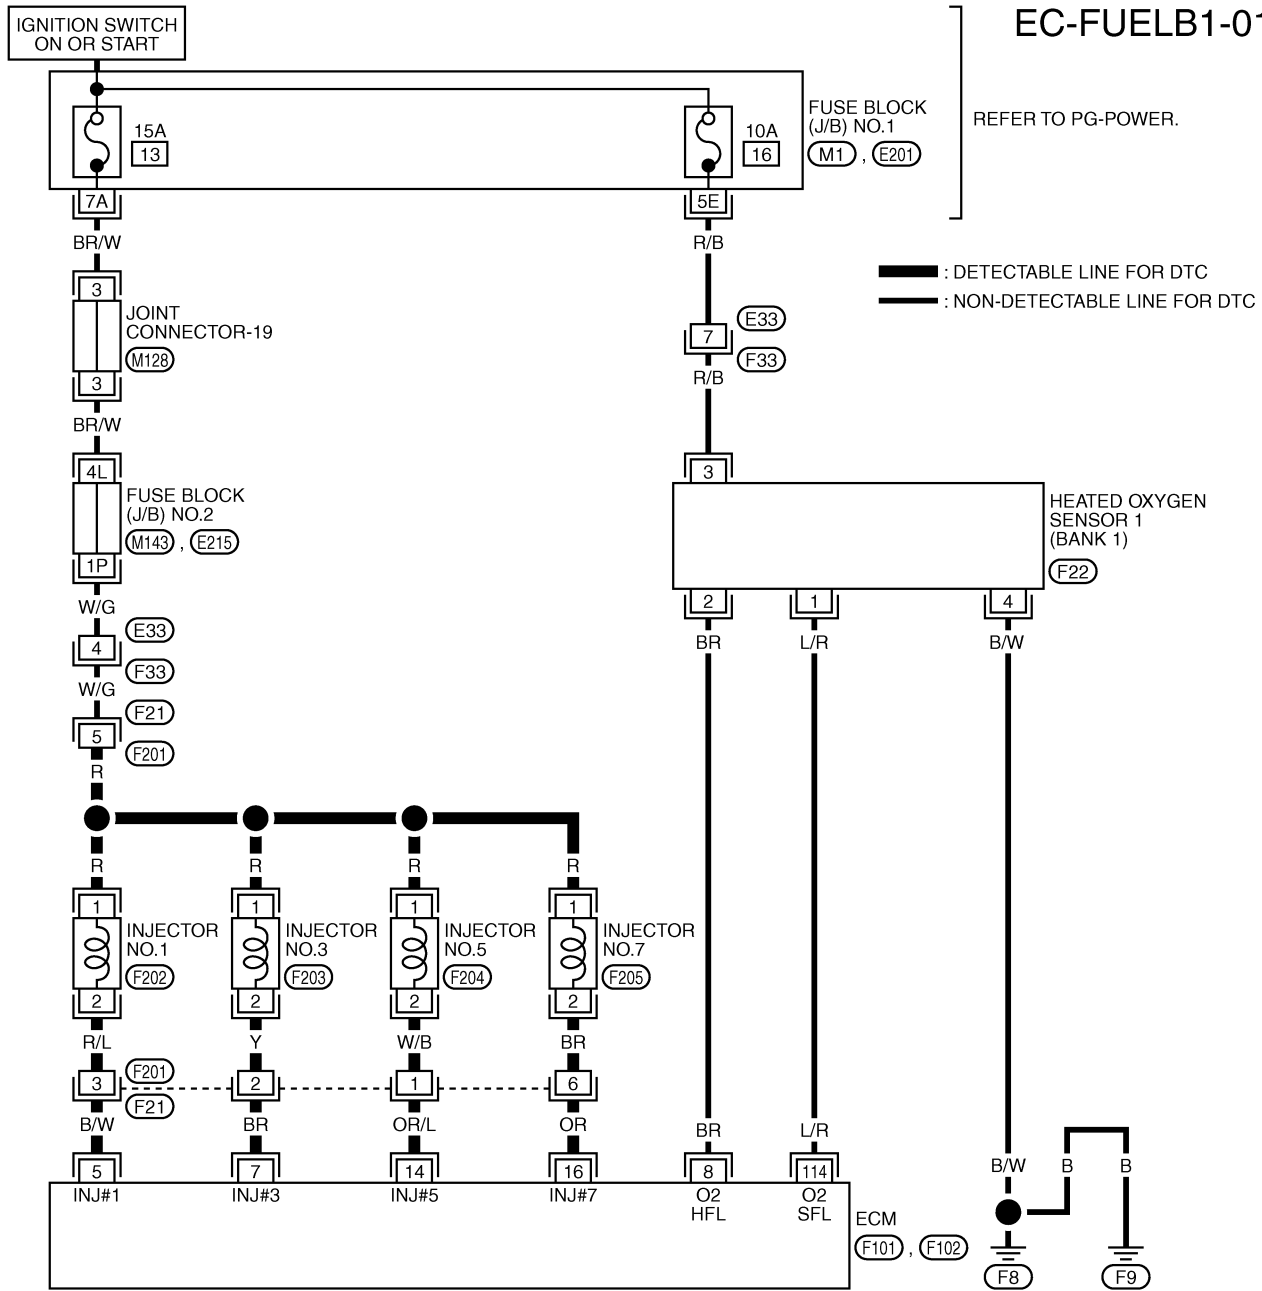 IGNITION SWITCH
ON OR START
EC-FUELB1-01
15A
13
10A
16
FUSE BLOCK
(J/B) NO.1
M1 , E201
REFER TO PG-POWER.
7A
5E
BR/W
R/B
: DETECTABLE LINE FOR DTC
: NON-DETECTABLE LINE FOR DTC
3
JOINT
CONNECTOR-19
M128
3
7
E33
F33
R/B
BR/W
4L
FUSE BLOCK
(J/B) NO.2
M143 , E215
1P
3
HEATED OXYGEN
SENSOR 1
(BANK 1)
F22
2
1
4
W/G
E33
4
F33
BR
L/R
B/W
W/G
F21
5
F201
R
R
R
R
R
1
1
1
1
INJECTOR
NO.1
F202
INJECTOR
NO.3
F203
INJECTOR
NO.5
F204
INJECTOR
NO.7
F205
2
2
2
2
R/L
Y
W/B
BR
F201
3
2
1
6
F21
B/W
BR
OR/L
OR
BR
L/R
B/W
B
B
5
7
14
16
8
114
INJ#1
INJ#3
INJ#5
INJ#7
O2
HFL
O2
SFL
ECM
F101 , F102
F8
F9